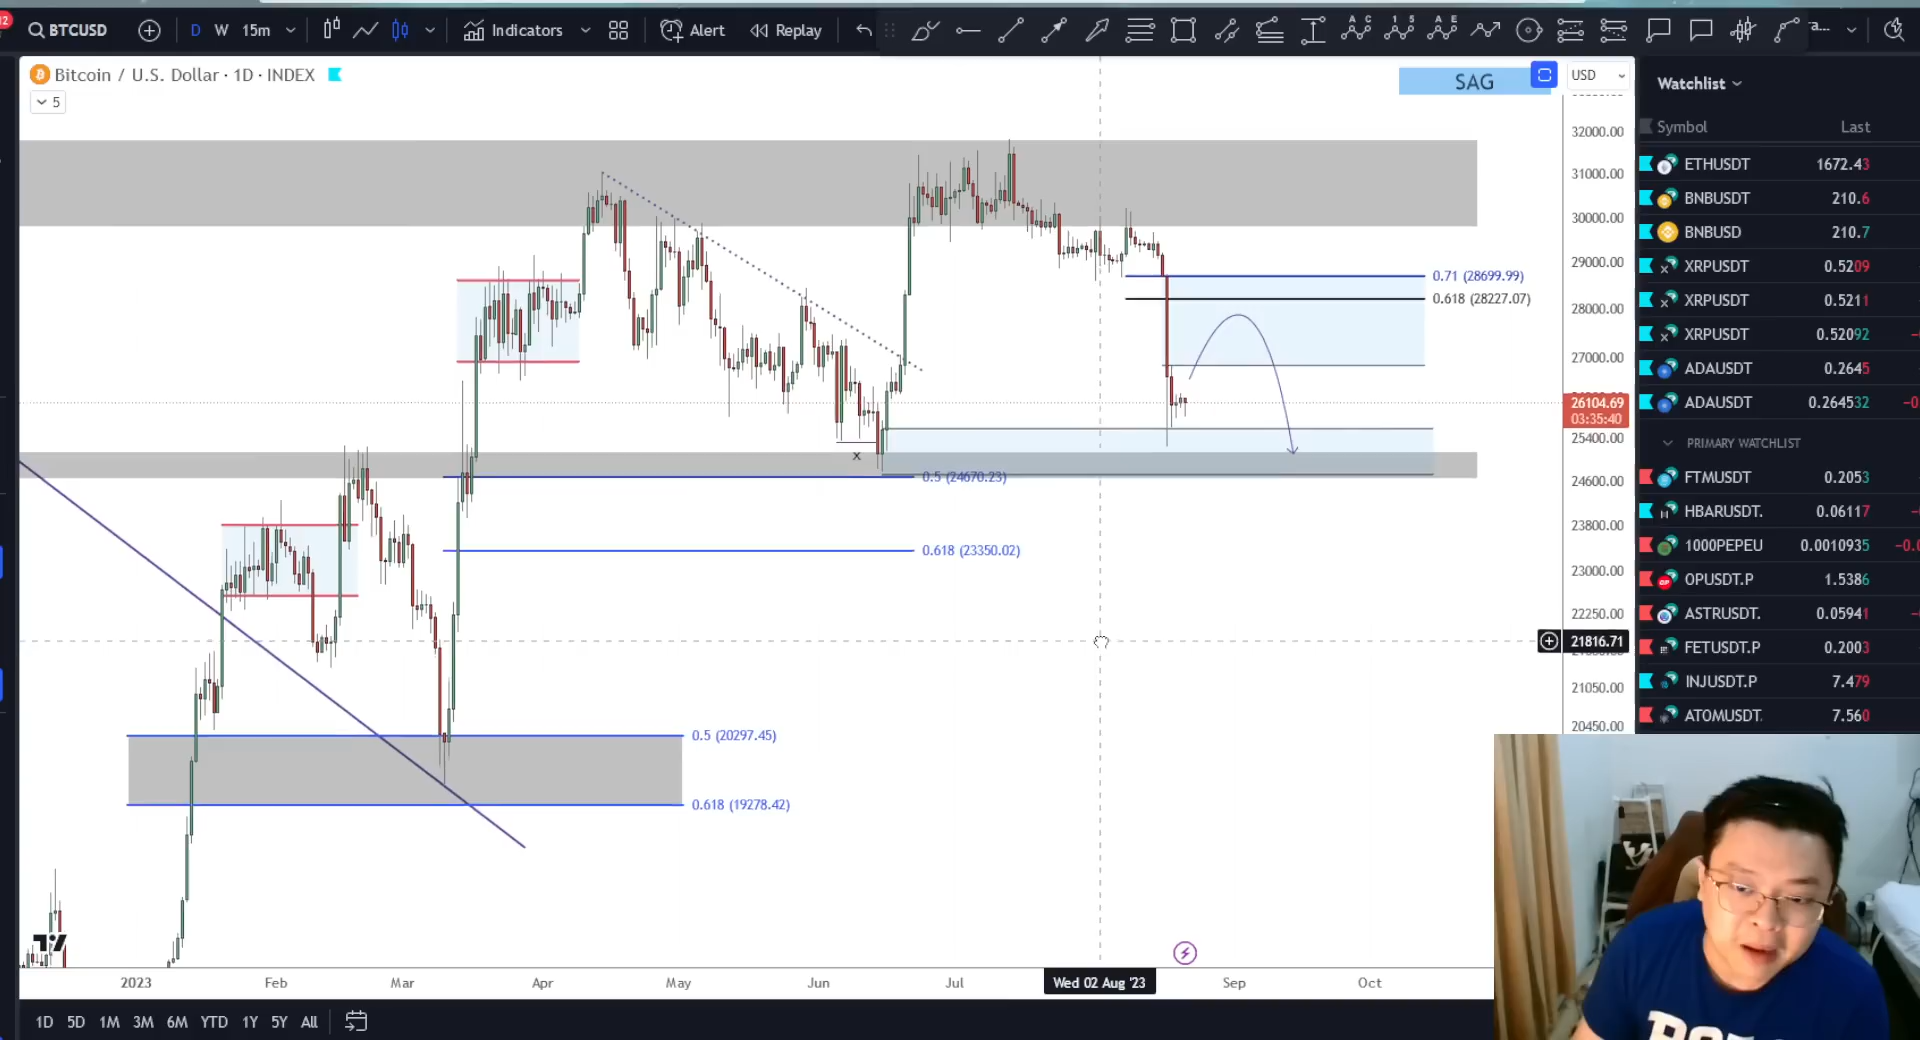 BTCUSD D W 15m Indicators Alert Replay
Bitcoin / U.S. Dollar · 1D · INDEX
5
SAG
USD
32000.00
31000.00
30000.00
29000.00
28000.00
27000.00
26104.69
03:35:40
25400.00
24600.00
23800.00
23000.00
22250.00
21816.71
21050.00
20450.00
0.71 (28699.99)
0.618 (28227.07)
x
0.5 (24670.23)
0.618 (23350.02)
0.5 (20297.45)
0.618 (19278.42)
2023 Feb Mar Apr May Jun Jul Wed 02 Aug '23 Sep Oct
1D 5D 1M 3M 6M YTD 1Y 5Y All
Watchlist
Symbol Last
ETHUSDT 1672.43
BNBUSDT 210.6
BNBUSD 210.7
XRPUSDT 0.5209
XRPUSDT 0.5211
XRPUSDT 0.52092
ADAUSDT 0.2645
ADAUSDT 0.264532
PRIMARY WATCHLIST
FTMUSDT 0.2053
HBARUSDT. 0.06117
1000PEPEU 0.0010935
OPUSDT.P 1.5386
ASTRUSDT. 0.05941
FETUSDT.P 0.2003
INJUSDT.P 7.479
ATOMUSDT. 7.560